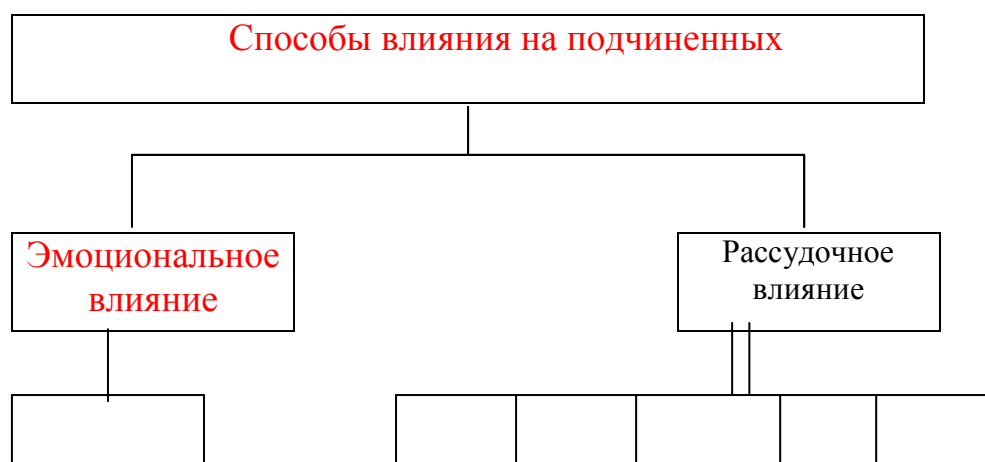 Способы влияния на подчиненных
Эмоциональное
влияние
Рассудочное
влияние